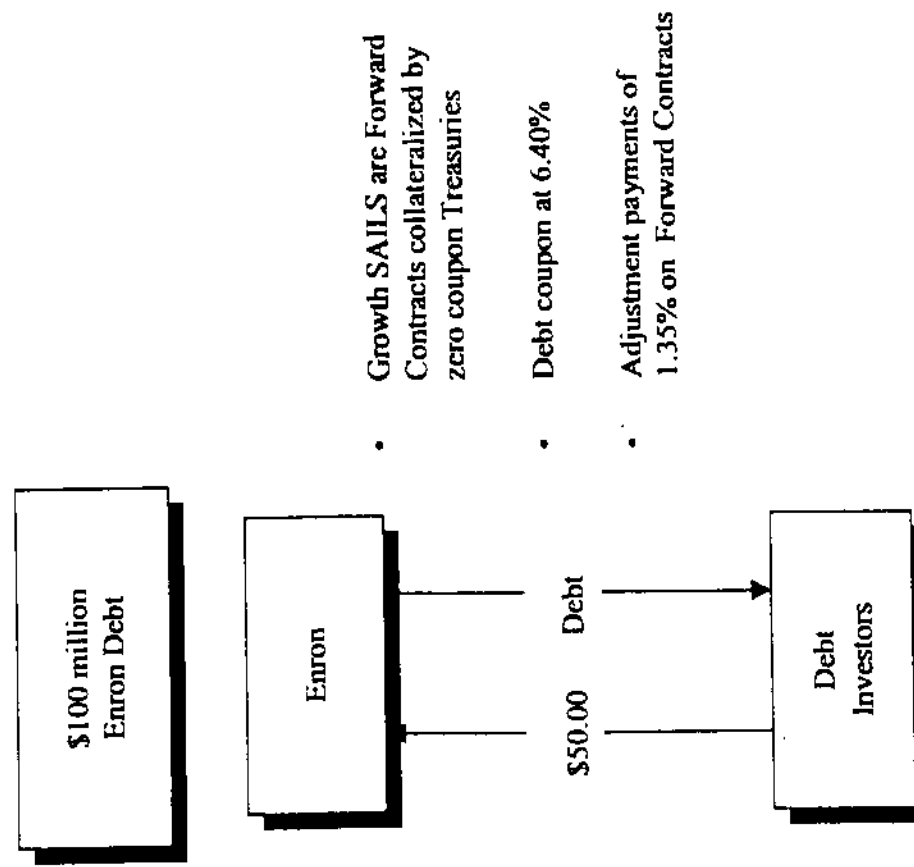 $100 million
Enron Debt
Enron
$50.00
Debt
Debt
Investors
• Growth SAILS are Forward
Contracts collateralized by
zero coupon Treasuries
• Debt coupon at 6.40%
• Adjustment payments of
1.35% on Forward Contracts